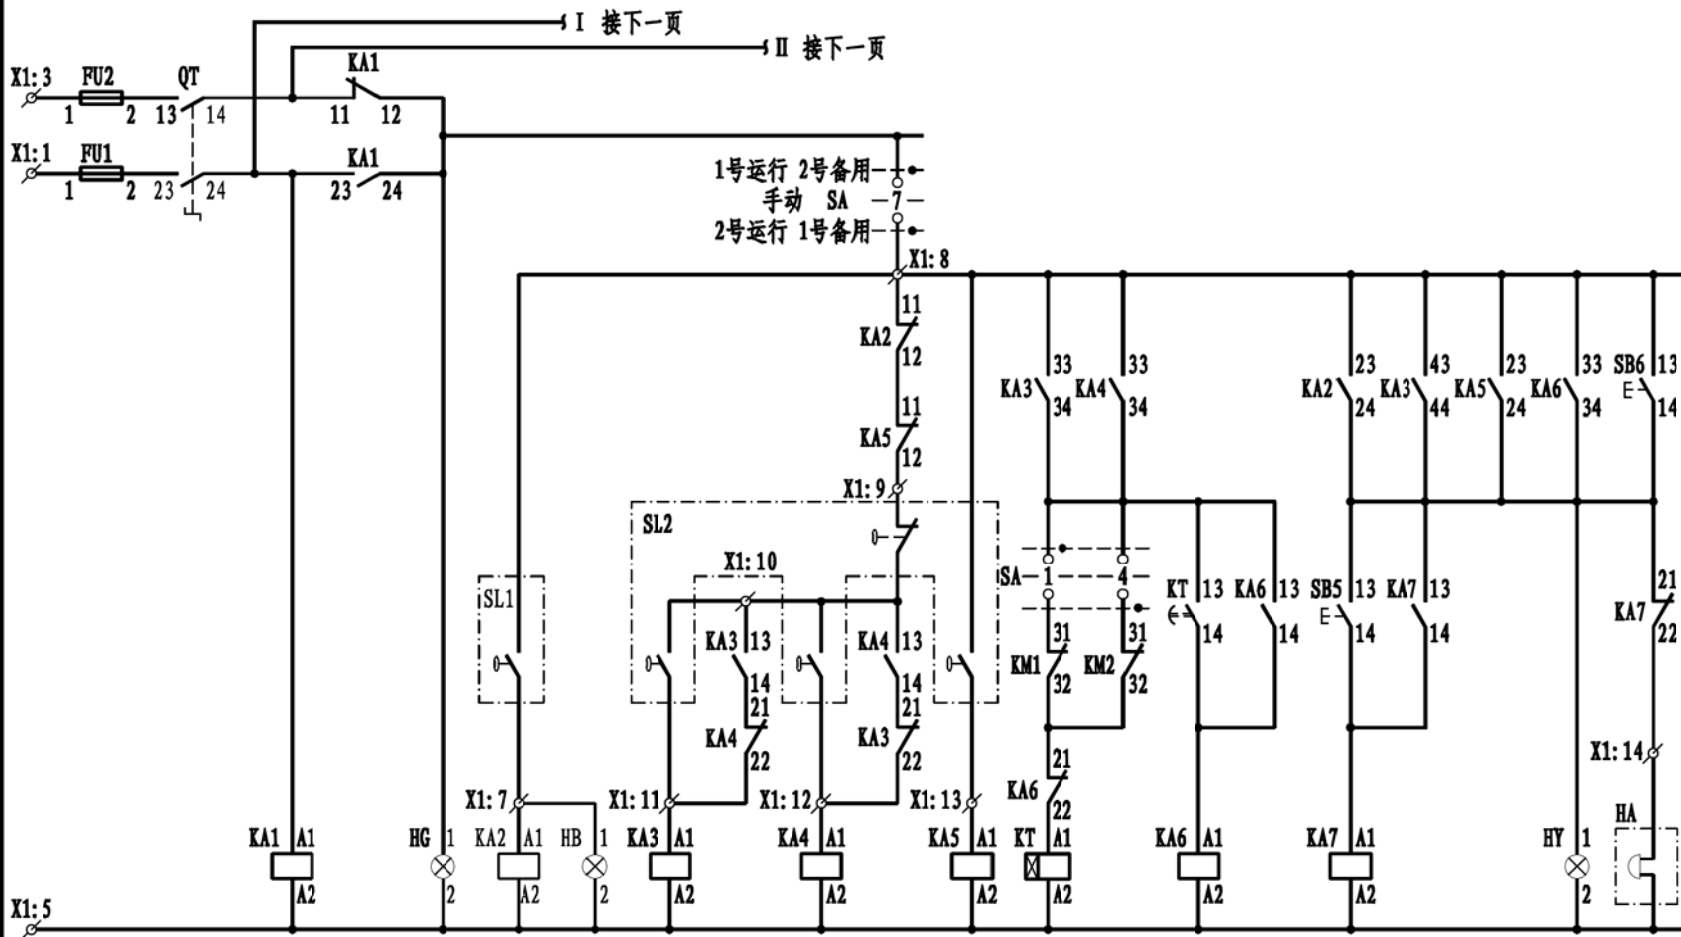 I 接下一页
II 接下一页
X1:3 FU2 QT KA1
1 2 13 14 11 12
X1:1 FU1 KA1
1 2 23 24 23 24
1号运行 2号备用
手动 SA 7
2号运行 1号备用
X1:8
11
KA2
12
33 33 23 43 23 33 SB6 13
KA3 KA4 KA2 KA3 KA5 KA6 E
34 34 24 44 24 34 14
11
KA5
12
X1:9
SL2
X1:10
SA 1 4
SL1
KT 13 KA6 13 SB5 13 KA7 13 21
E KA7
14 14 14 14 22
KA3 13 KA4 13 31 31
KM1 KM2
14 14 32 32
21 21
KA4 KA3
22 22
21
X1:14
KA6
22
X1:7 X1:11 X1:12 X1:13
HA
KA1 A1 HG 1 KA2 A1 HB 1 KA3 A1 KA4 A1 KA5 A1 KT A1 KA6 A1 KA7 A1 HY 1
A2 2 A2 2 A2 A2 A2 A2 A2 A2 2
X1:5